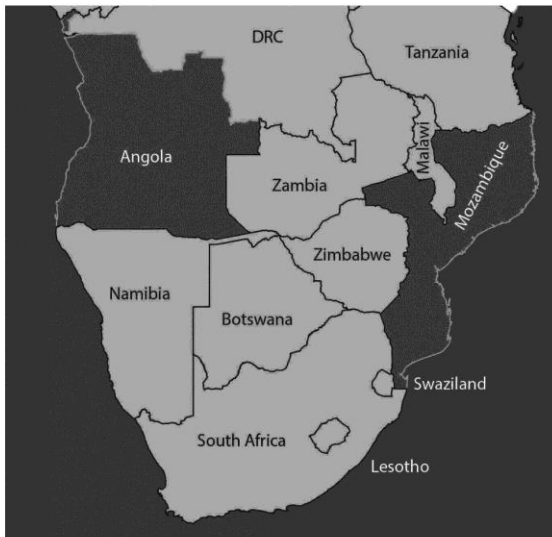 DRC
Tanzania
Angola
Malawi
Mozambique
Zambia
Zimbabwe
Namibia
Botswana
Swaziland
South Africa
Lesotho